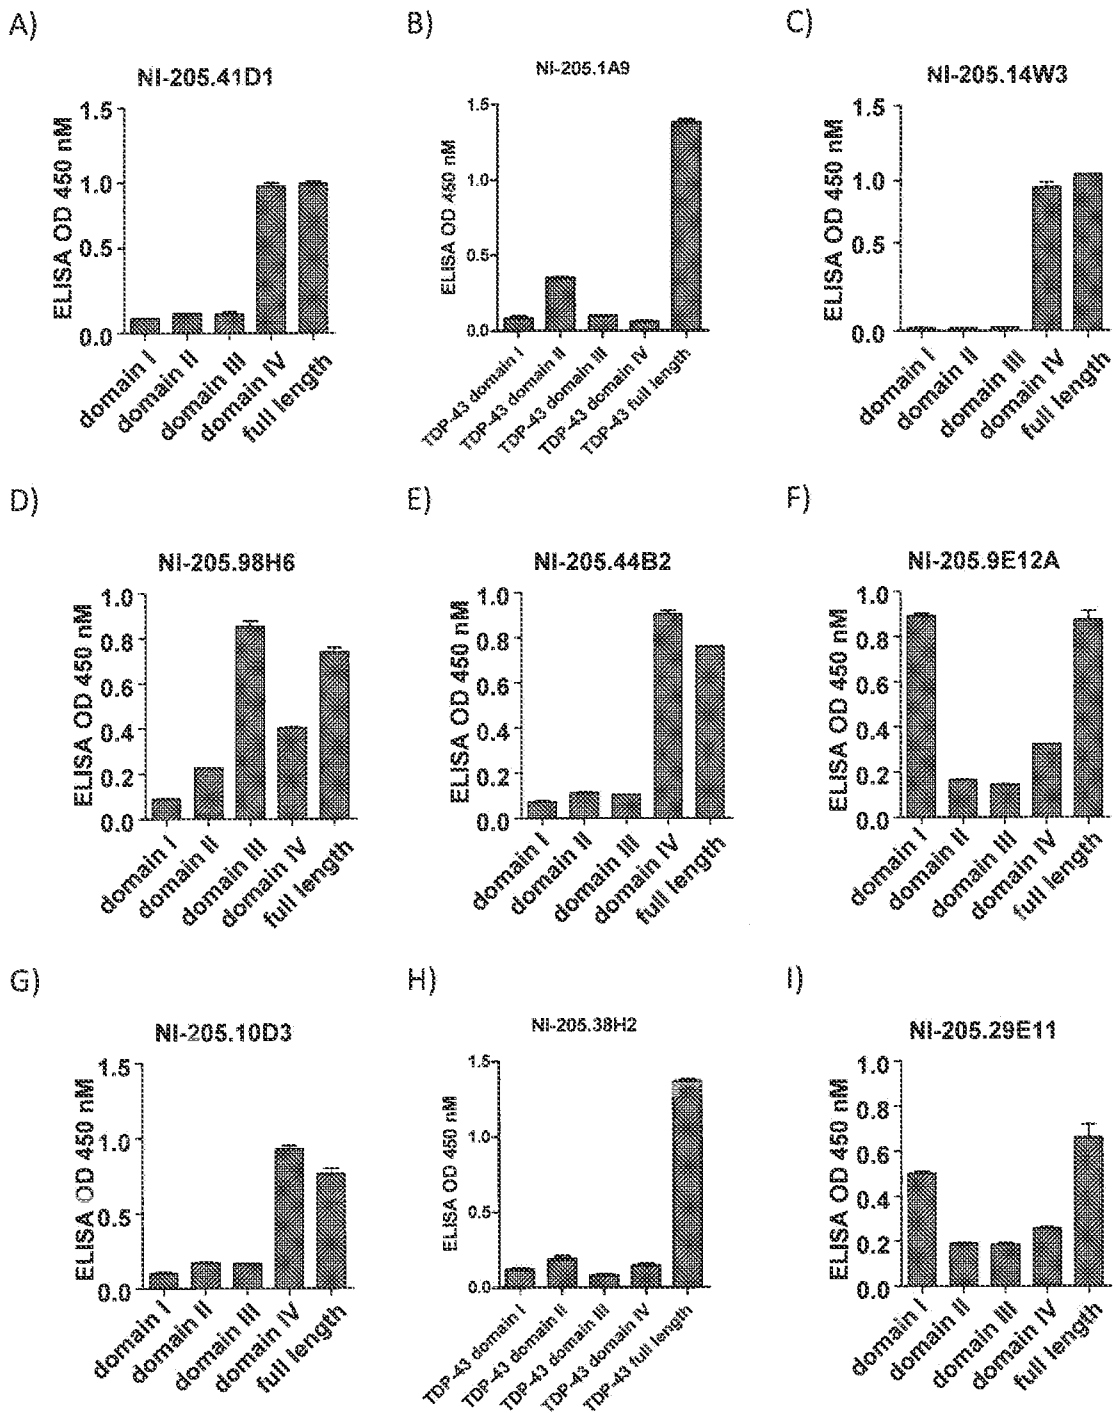 A)
NI-205.41D1
ELISA OD 450 nM
1.5
1.0
0.5
0.0
domain I
domain II
domain III
domain IV
full length
B)
NI-205.1A9
ELISA OD 450 nM
1.5
1.0
0.5
0.0
TDP-43 domain I
TDP-43 domain II
TDP-43 domain III
TDP-43 domain IV
TDP-43 full length
C)
NI-205.14W3
ELISA OD 450 nM
1.5
1.0
0.5
0.0
domain I
domain II
domain III
domain IV
full length
D)
NI-205.98H6
ELISA OD 450 nM
1.0
0.8
0.6
0.4
0.2
0.0
domain I
domain II
domain III
domain IV
full length
E)
NI-205.44B2
ELISA OD 450 nM
1.0
0.8
0.6
0.4
0.2
0.0
domain I
domain II
domain III
domain IV
full length
F)
NI-205.9E12A
ELISA OD 450 nM
1.0
0.8
0.6
0.4
0.2
0.0
domain I
domain II
domain III
domain IV
full length
G)
NI-205.10D3
ELISA OD 450 nM
1.5
1.0
0.5
0.0
domain I
domain II
domain III
domain IV
full length
H)
NI-205.38H2
ELISA OD 450 nM
1.5
1.0
0.5
0.0
TDP-43 domain I
TDP-43 domain II
TDP-43 domain III
TDP-43 domain IV
TDP-43 full length
I)
NI-205.29E11
ELISA OD 450 nM
1.0
0.8
0.6
0.4
0.2
0.0
domain I
domain II
domain III
domain IV
full length